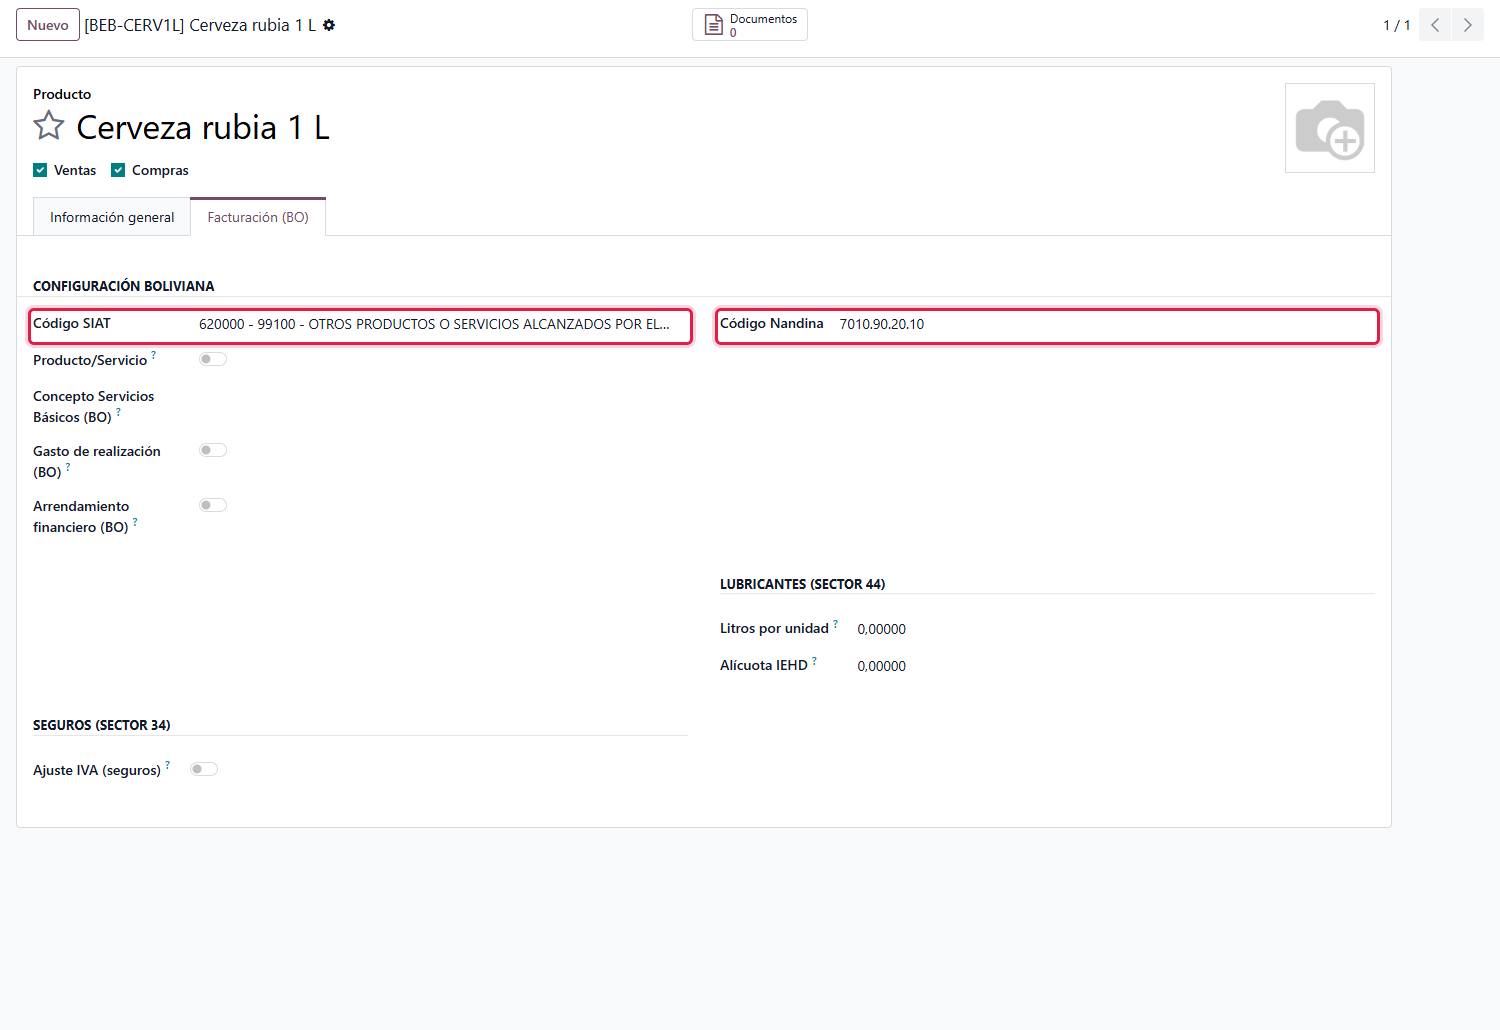 Nuevo [BEB-CERV1L] Cerveza rubia 1 L
Documentos
0
1 / 1
Producto
Cerveza rubia 1 L
Ventas Compras
Información general Facturación (BO)
CONFIGURACIÓN BOLIVIANA
Código SIAT 620000 - 99100 - OTROS PRODUCTOS O SERVICIOS ALCANZADOS POR EL...
Código Nandina 7010.90.20.10
Producto/Servicio ?
Concepto Servicios
Básicos (BO) ?
Gasto de realización
(BO) ?
Arrendamiento
financiero (BO) ?
LUBRICANTES (SECTOR 44)
Litros por unidad ? 0,00000
Alícuota IEHD ? 0,00000
SEGUROS (SECTOR 34)
Ajuste IVA (seguros) ?